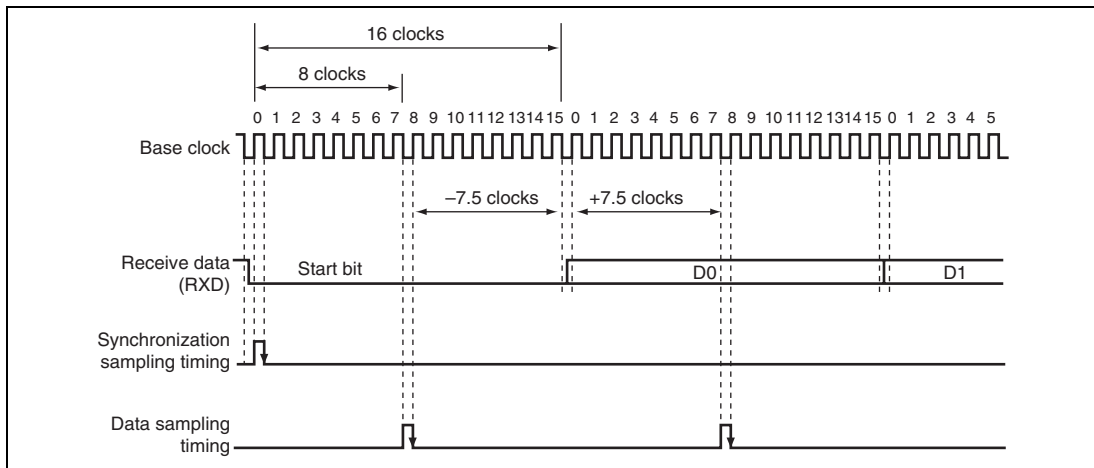 16 clocks
8 clocks
0 1 2 3 4 5 6 7 8 9 10 11 12 13 14 15 0 1 2 3 4 5 6 7 8 9 10 11 12 13 14 15 0 1 2 3 4 5
Base clock
–7.5 clocks +7.5 clocks
Receive data
(RXD)
Start bit D0 D1
Synchronization
sampling timing
Data sampling
timing